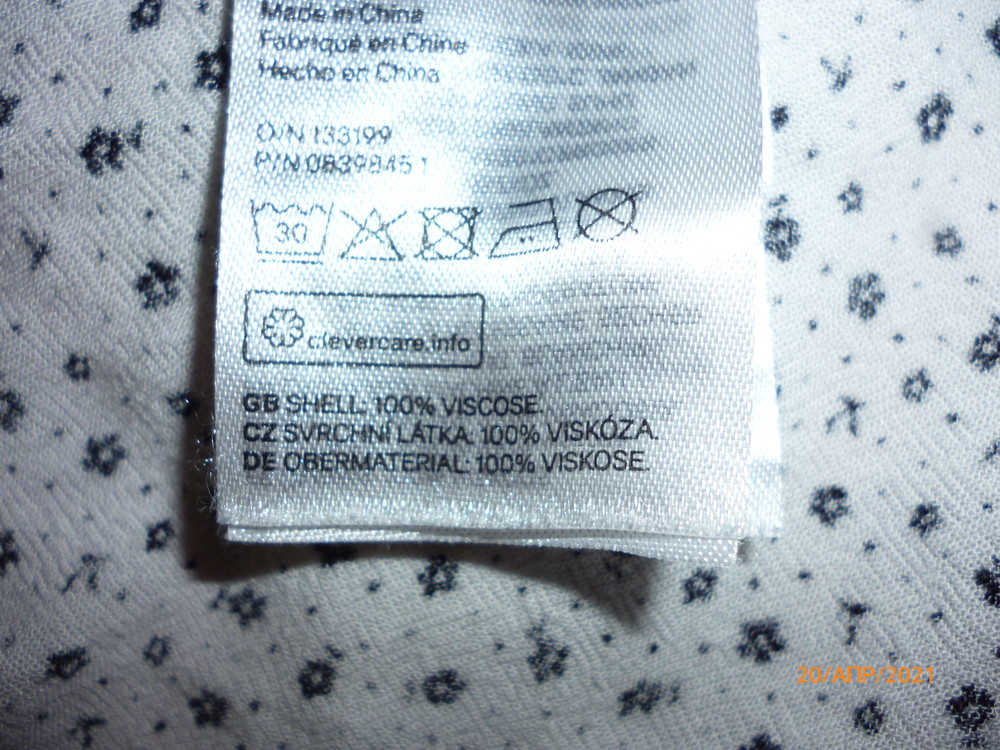 Made in China
Fabriqué en Chine
Hecho en China
O/N 133199
P/N 0839845 1
30
clevercare.info
GB SHELL: 100% VISCOSE.
CZ SVRCHNÍ LÁTKA: 100% VISKÓZA.
DE OBERMATERIAL: 100% VISKOSE.
20/АПР/2021